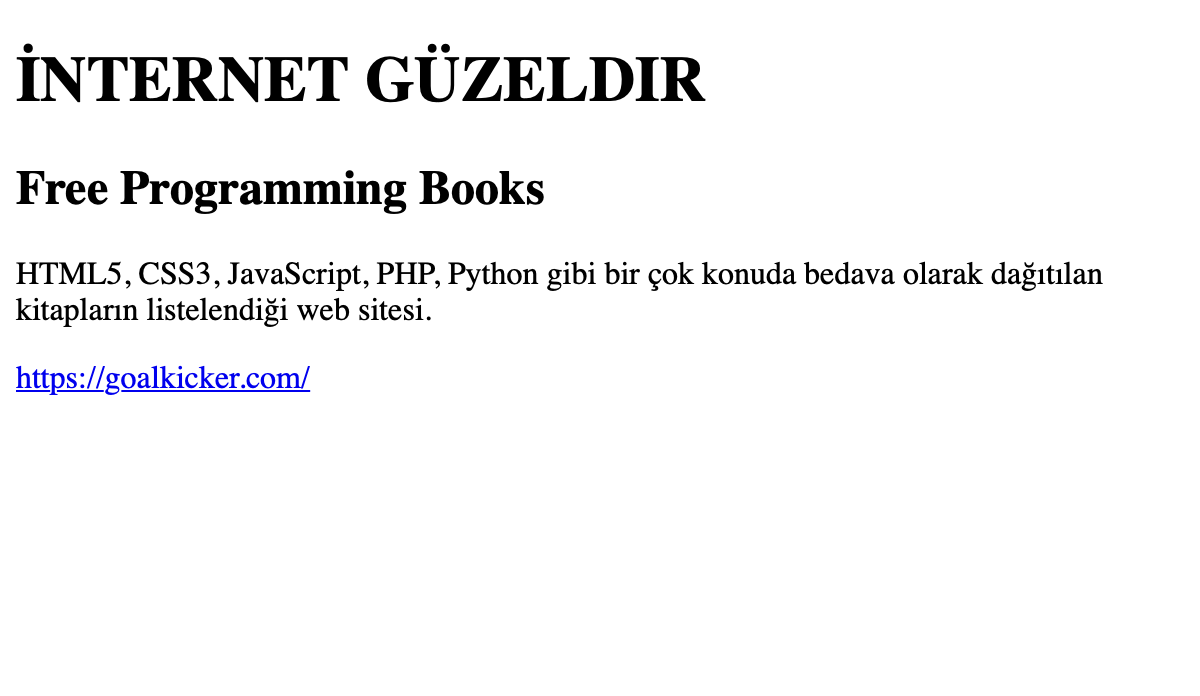 İNTERNET GÜZELDIR
Free Programming Books
HTML5, CSS3, JavaScript, PHP, Python gibi bir çok konuda bedava olarak dağıtılan
kitapların listelendiği web sitesi.
https://goalkicker.com/